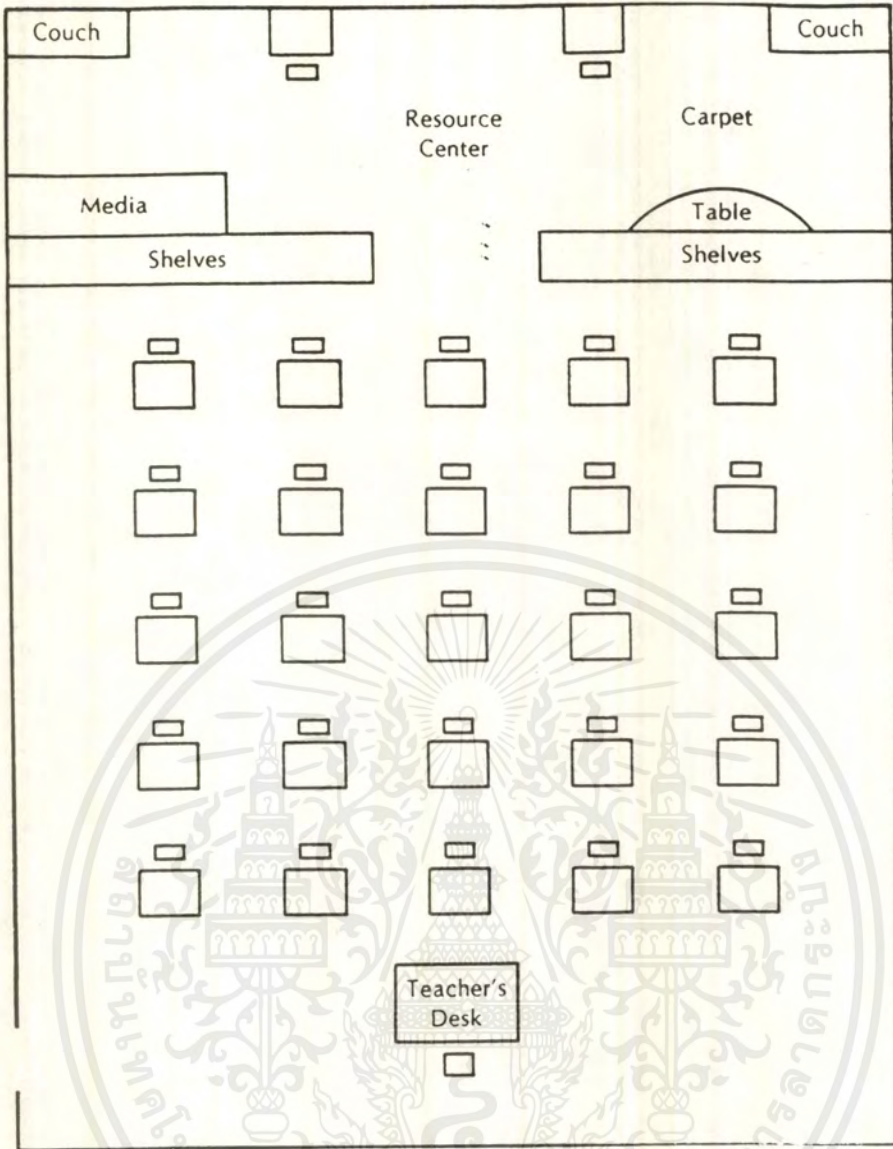 Couch
Couch
Resource
Center
Carpet
Media
Table
Shelves
Shelves
Teacher's
Desk